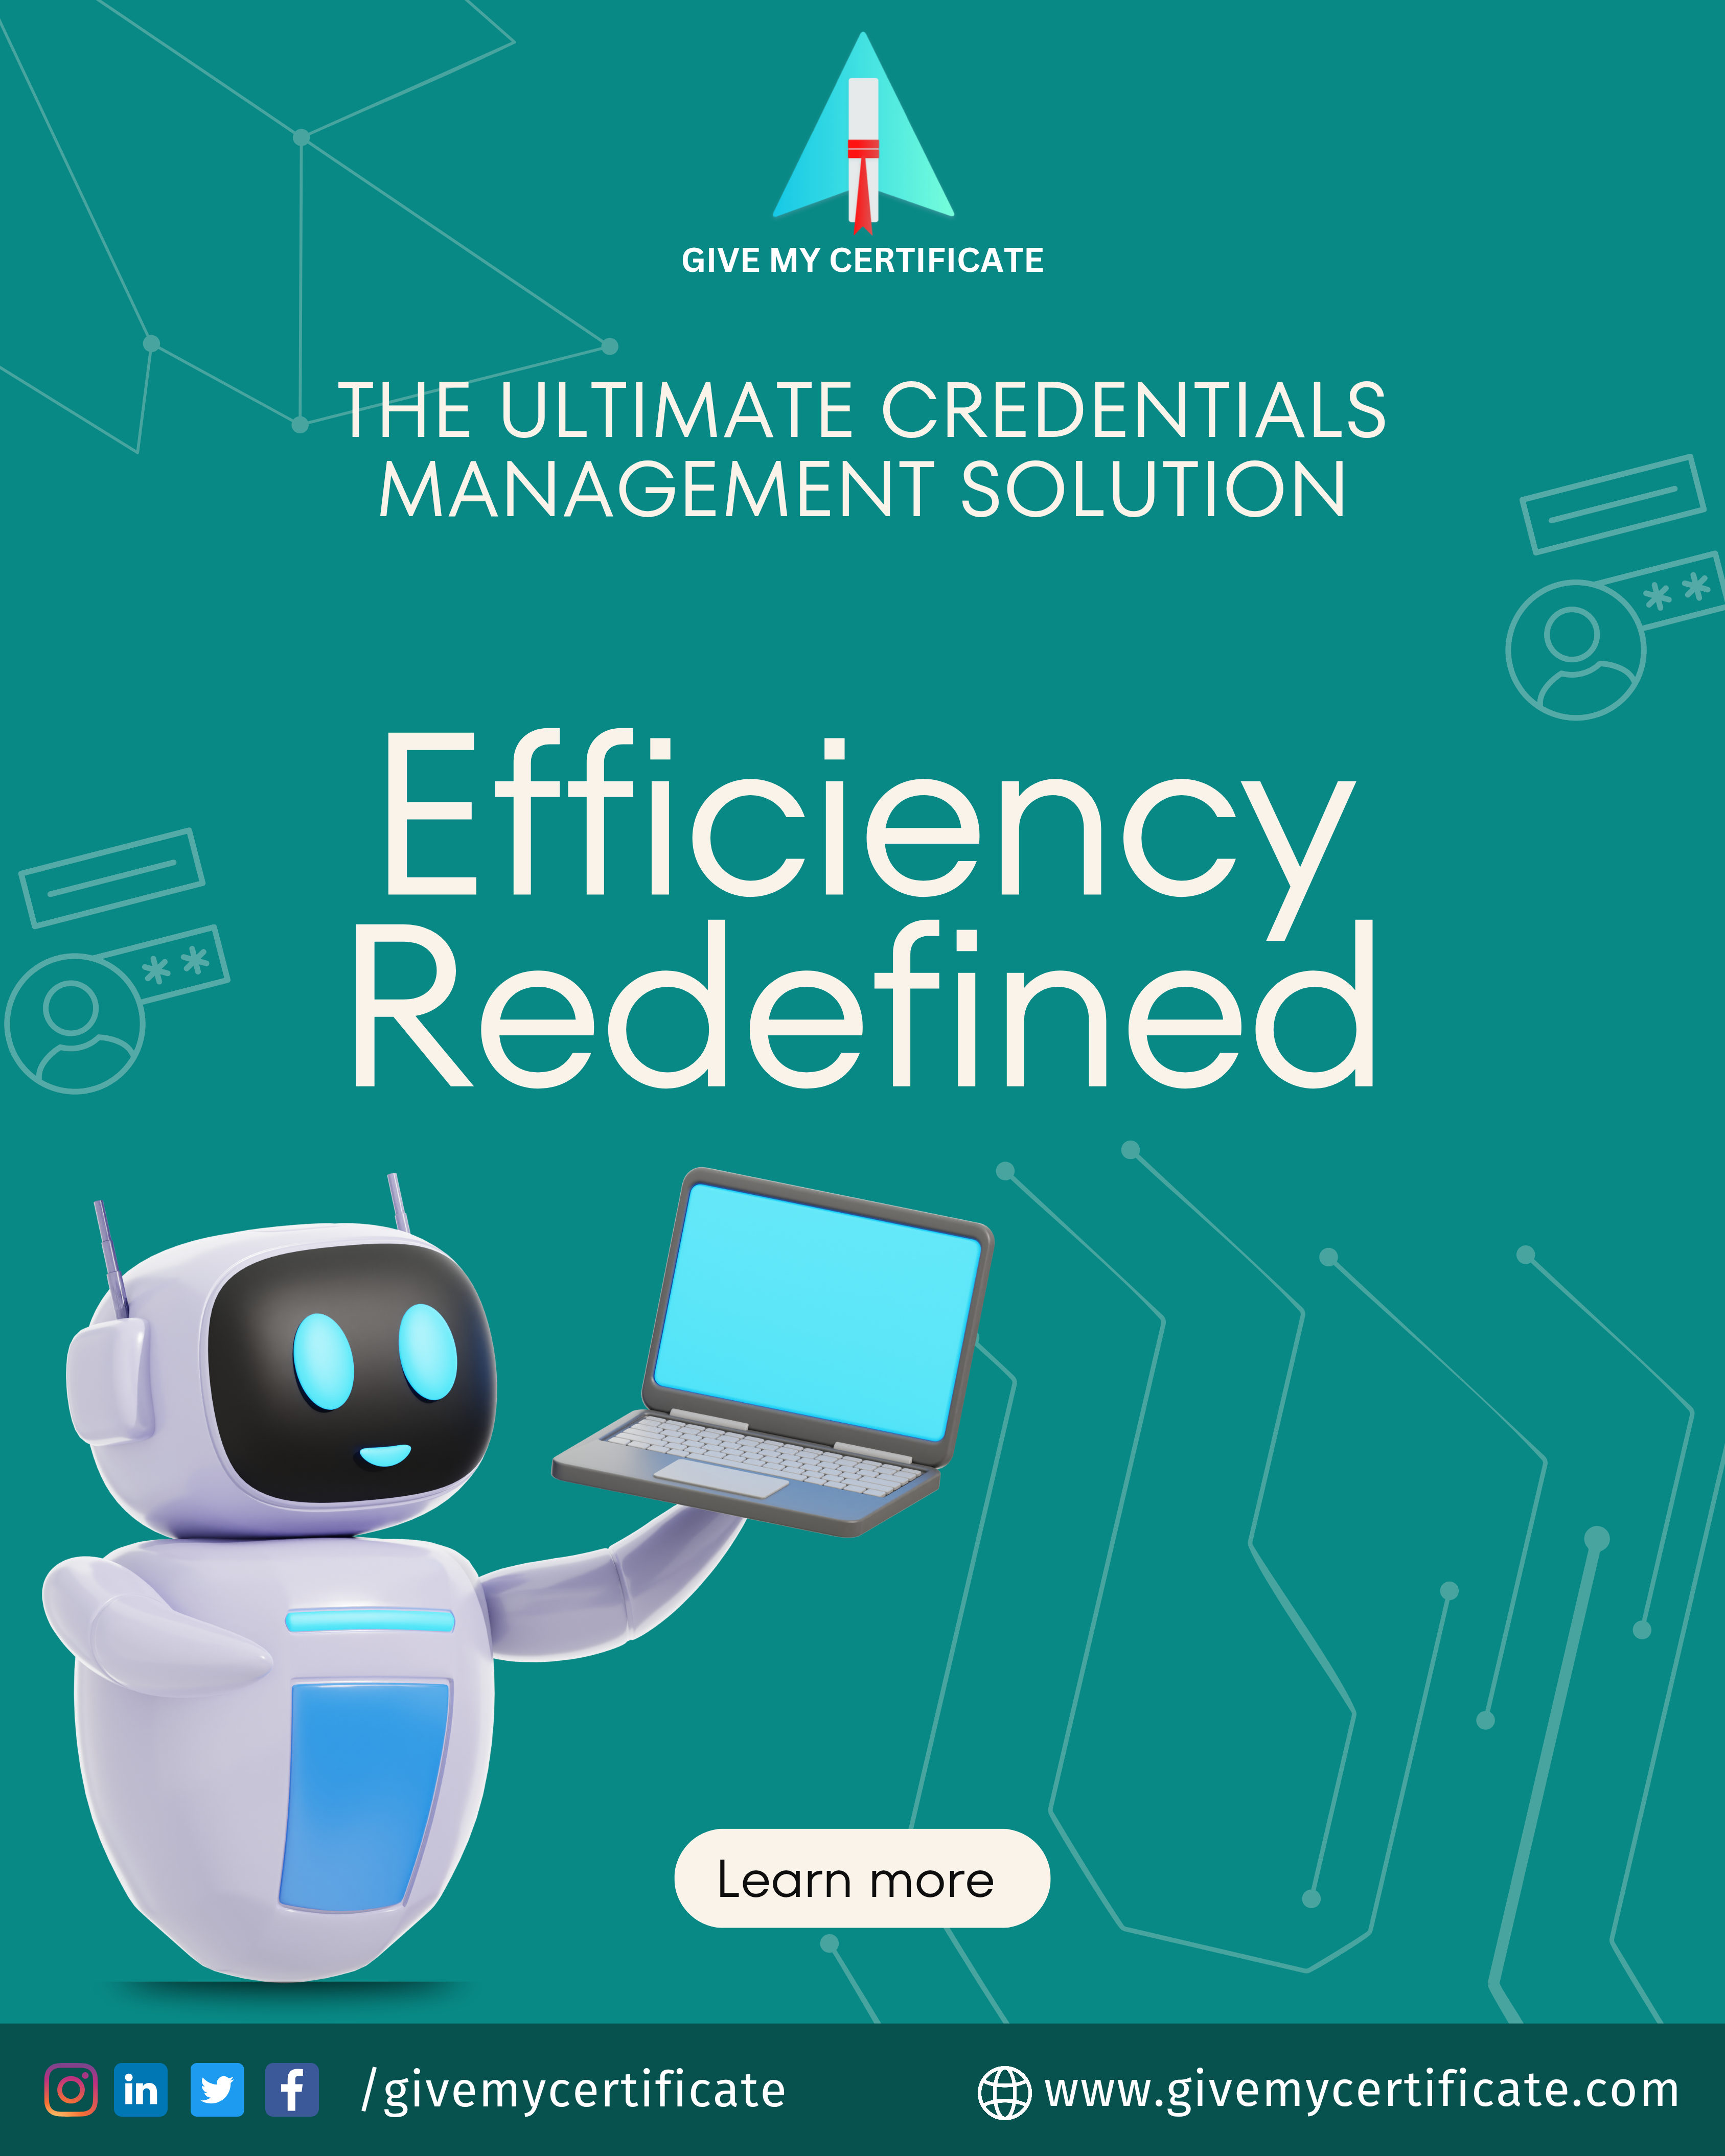 GIVE MY CERTIFICATE
THE ULTIMATE CREDENTIALS
MANAGEMENT SOLUTION
Efficiency
Redefined
Learn more
/givemycertificate
www.givemycertificate.com